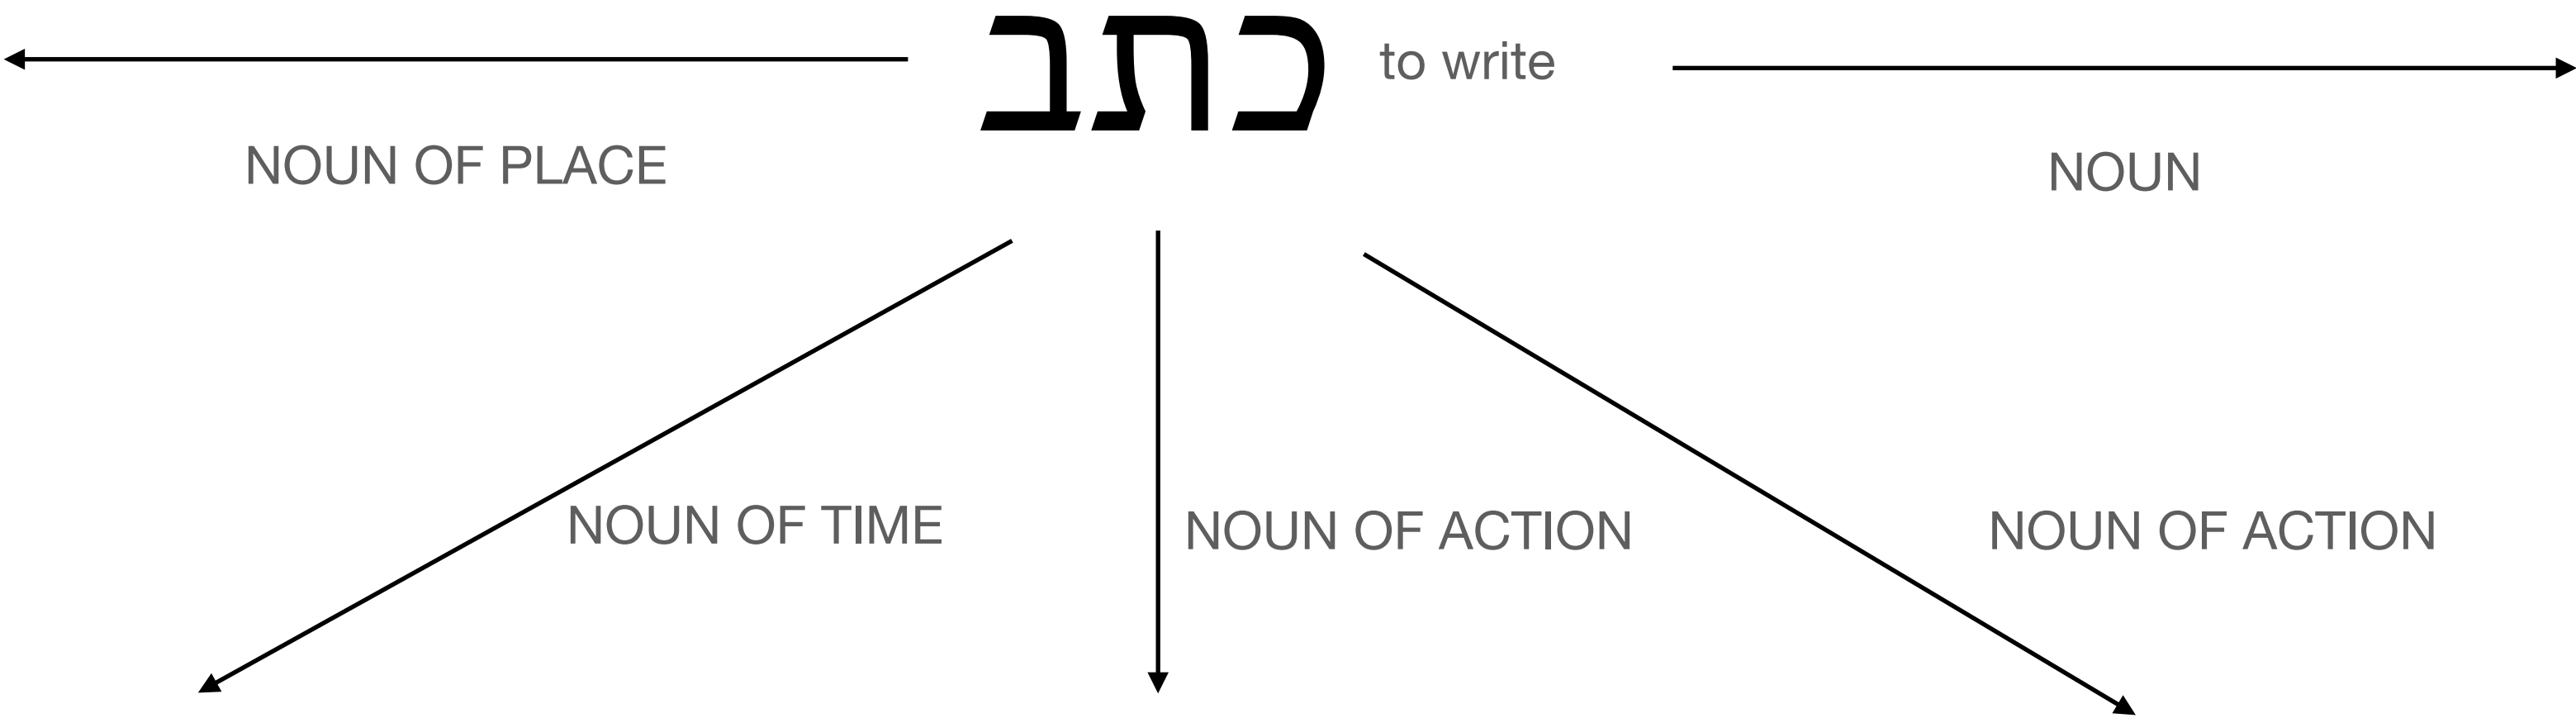 כתב to write
NOUN OF PLACE
NOUN
NOUN OF TIME
NOUN OF ACTION
NOUN OF ACTION